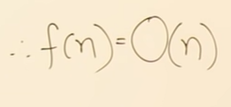 ∴ f(n) = O(n)